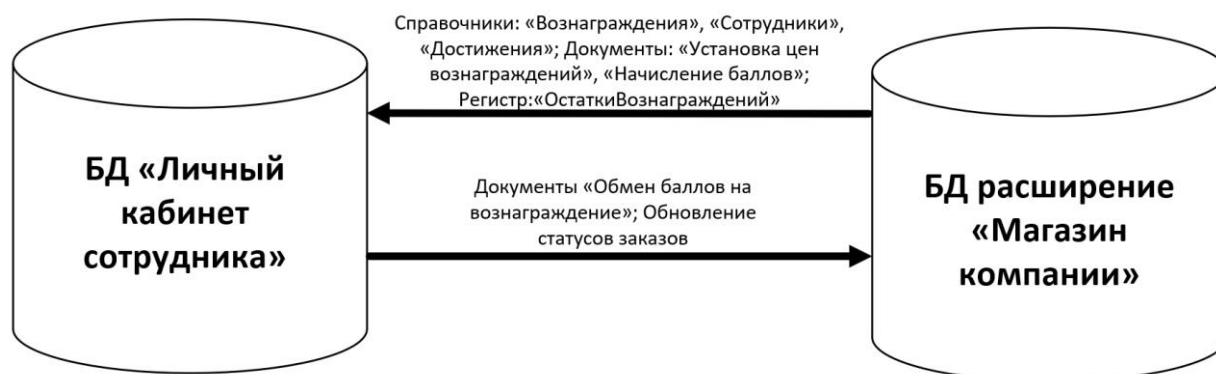 Справочники: «Вознаграждения», «Сотрудники»,
«Достижения»; Документы: «Установка цен
вознаграждений», «Начисление баллов»;
Регистр:«ОстаткиВознаграждений»
БД «Личный
кабинет
сотрудника»
Документы «Обмен баллов на
вознаграждение»; Обновление
статусов заказов
БД расширение
«Магазин
компании»